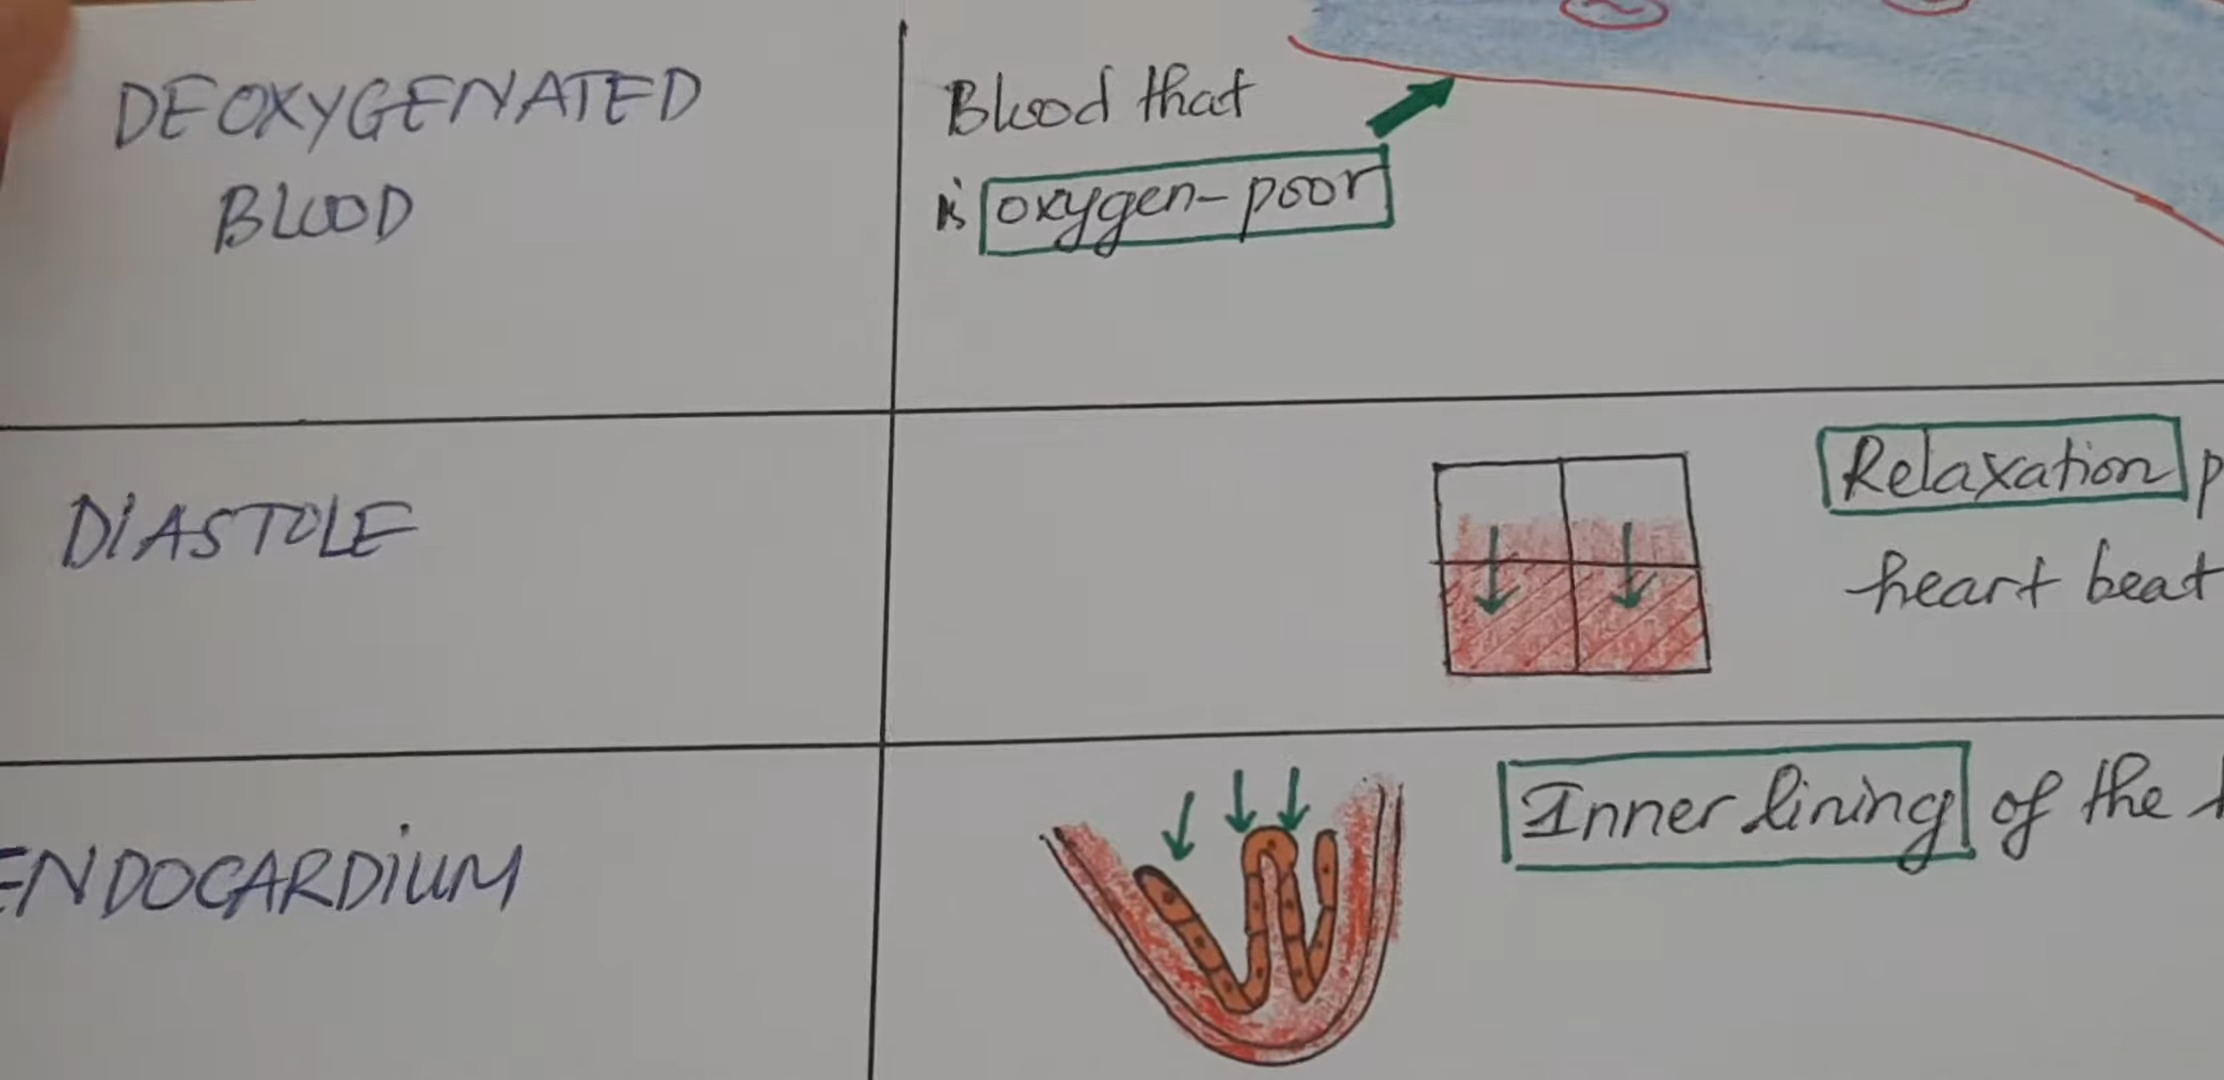 DEOXYGENATED
BLOOD
Blood that
is oxygen-poor
DIASTOLE
Relaxation
heart beat
ENDOCARDIUM
Inner lining of the